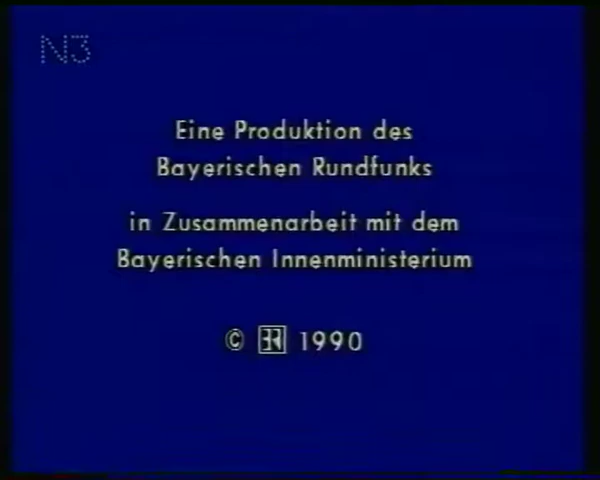 N3
Eine Produktion des
Bayerischen Rundfunks
in Zusammenarbeit mit dem
Bayerischen Innenministerium
© BR 1990